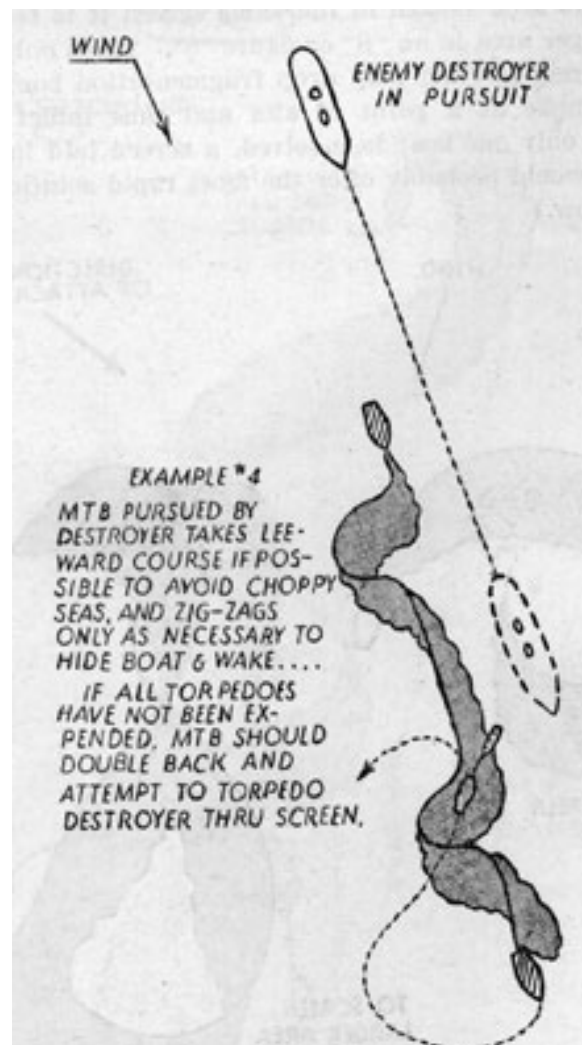 WIND
ENEMY DESTROYER
IN PURSUIT
EXAMPLE #4
MTB PURSUED BY
DESTROYER TAKES LEE-
WARD COURSE IF POS-
SIBLE TO AVOID CHOPPY
SEAS, AND ZIG-ZAGS
ONLY AS NECESSARY TO
HIDE BOAT & WAKE....
IF ALL TORPEDOES
HAVE NOT BEEN EX-
PENDED, MTB SHOULD
DOUBLE BACK AND
ATTEMPT TO TORPEDO
DESTROYER THRU SCREEN.